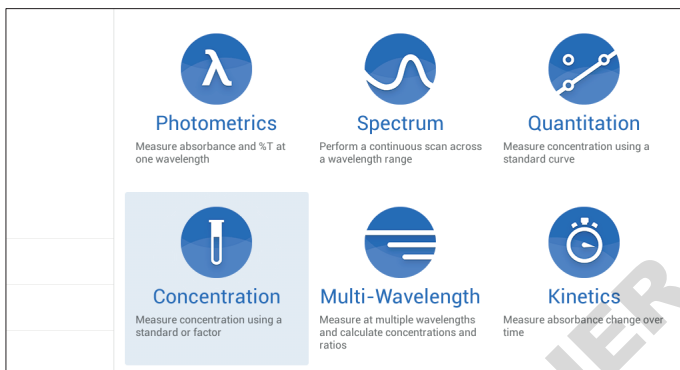 λ
Photometrics
Measure absorbance and %T at
one wavelength
Spectrum
Perform a continuous scan across
a wavelength range
Quantitation
Measure concentration using a
standard curve
Concentration
Measure concentration using a
standard or factor
Multi-Wavelength
Measure at multiple wavelengths
and calculate concentrations and
ratios
Kinetics
Measure absorbance change over
time